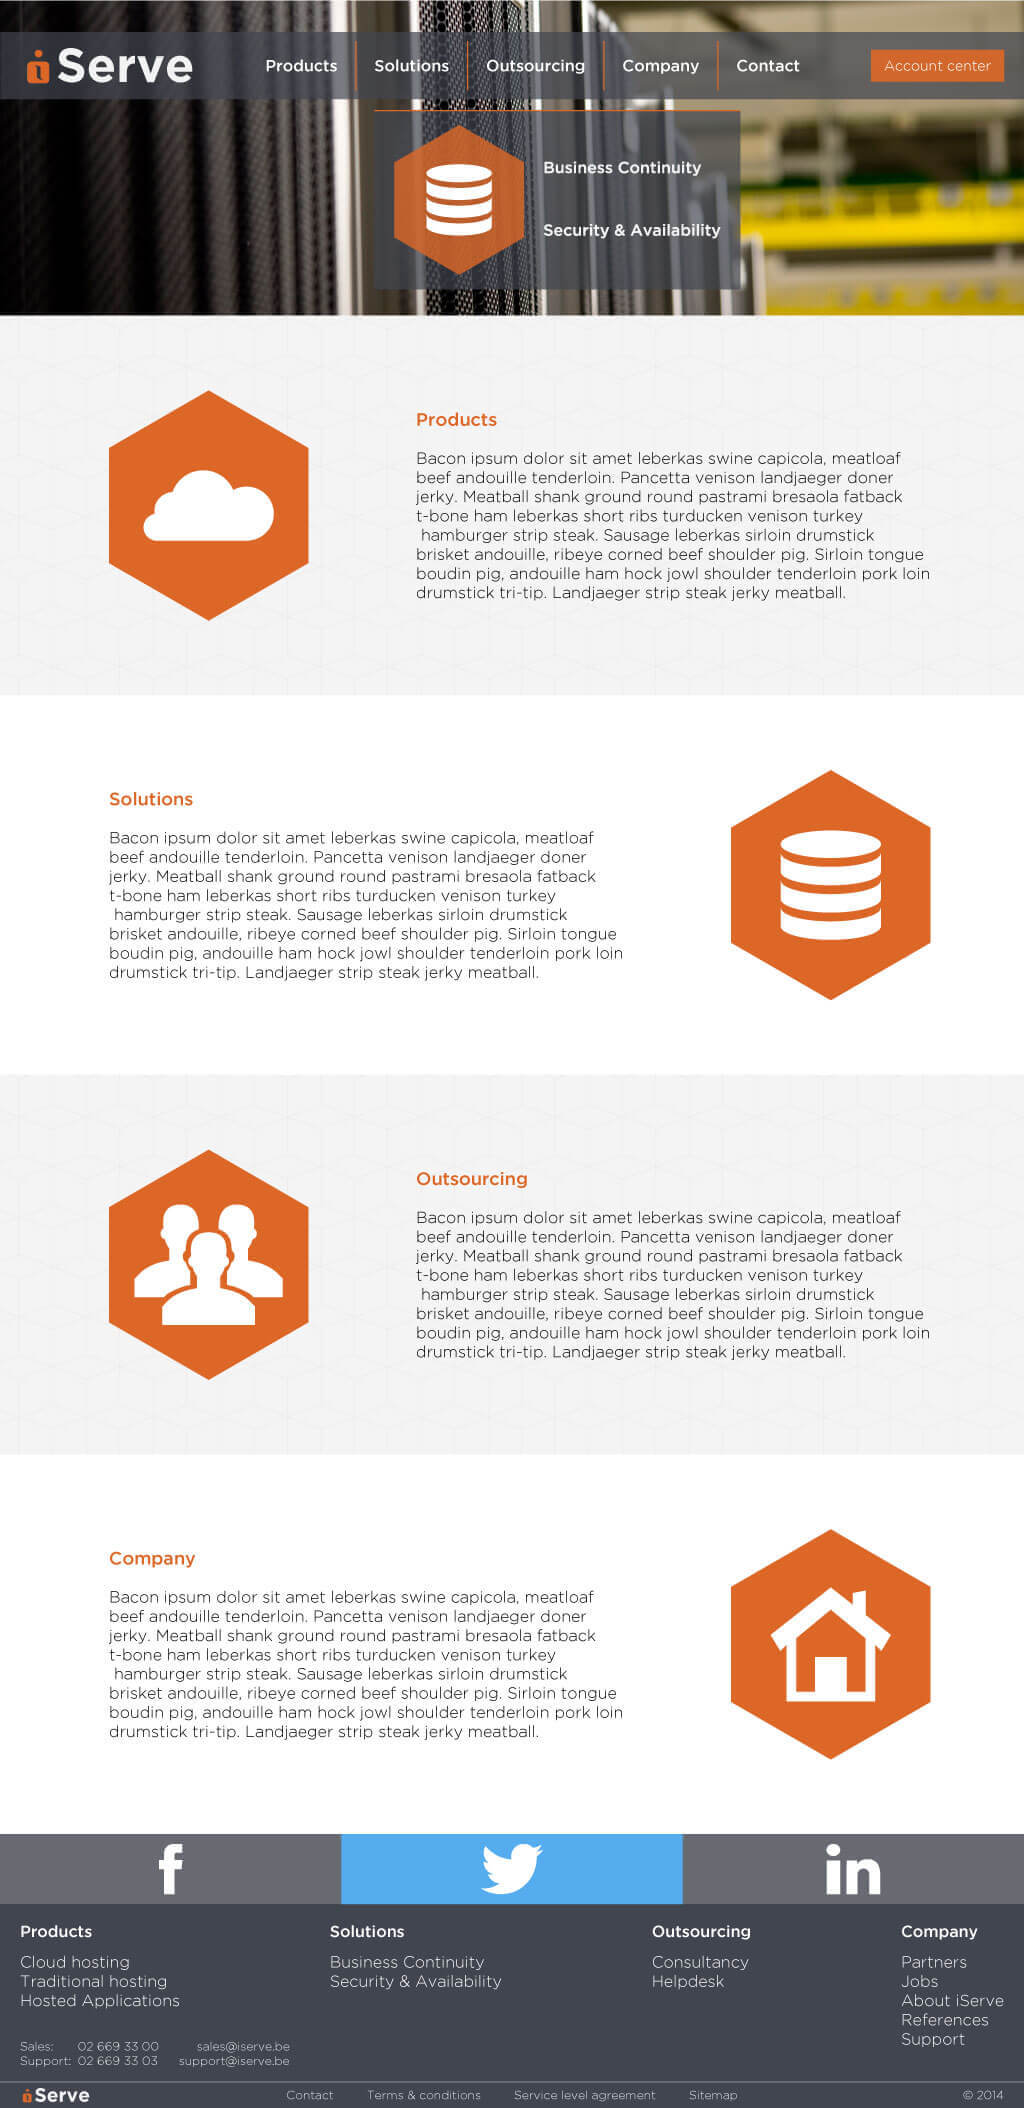 iServe
Products Solutions Outsourcing Company Contact Account center
Business Continuity
Security & Availability
Products
Bacon ipsum dolor sit amet leberkas swine capicola, meatloaf
beef andouille tenderloin. Pancetta venison landjaeger doner
jerky. Meatball shank ground round pastrami bresaola fatback
t-bone ham leberkas short ribs turducken venison turkey
hamburger strip steak. Sausage leberkas sirloin drumstick
brisket andouille, ribeye corned beef shoulder pig. Sirloin tongue
boudin pig, andouille ham hock jowl shoulder tenderloin pork loin
drumstick tri-tip. Landjaeger strip steak jerky meatball.
Solutions
Bacon ipsum dolor sit amet leberkas swine capicola, meatloaf
beef andouille tenderloin. Pancetta venison landjaeger doner
jerky. Meatball shank ground round pastrami bresaola fatback
t-bone ham leberkas short ribs turducken venison turkey
hamburger strip steak. Sausage leberkas sirloin drumstick
brisket andouille, ribeye corned beef shoulder pig. Sirloin tongue
boudin pig, andouille ham hock jowl shoulder tenderloin pork loin
drumstick tri-tip. Landjaeger strip steak jerky meatball.
Outsourcing
Bacon ipsum dolor sit amet leberkas swine capicola, meatloaf
beef andouille tenderloin. Pancetta venison landjaeger doner
jerky. Meatball shank ground round pastrami bresaola fatback
t-bone ham leberkas short ribs turducken venison turkey
hamburger strip steak. Sausage leberkas sirloin drumstick
brisket andouille, ribeye corned beef shoulder pig. Sirloin tongue
boudin pig, andouille ham hock jowl shoulder tenderloin pork loin
drumstick tri-tip. Landjaeger strip steak jerky meatball.
Company
Bacon ipsum dolor sit amet leberkas swine capicola, meatloaf
beef andouille tenderloin. Pancetta venison landjaeger doner
jerky. Meatball shank ground round pastrami bresaola fatback
t-bone ham leberkas short ribs turducken venison turkey
hamburger strip steak. Sausage leberkas sirloin drumstick
brisket andouille, ribeye corned beef shoulder pig. Sirloin tongue
boudin pig, andouille ham hock jowl shoulder tenderloin pork loin
drumstick tri-tip. Landjaeger strip steak jerky meatball.
f in
Products
Cloud hosting
Traditional hosting
Hosted Applications
Solutions
Business Continuity
Security & Availability
Outsourcing
Consultancy
Helpdesk
Company
Partners
Jobs
About iServe
References
Support
Sales: 02 669 33 00 sales@iserve.be
Support: 02 669 33 03 support@iserve.be
iServe Contact Terms & conditions Service level agreement Sitemap © 2014